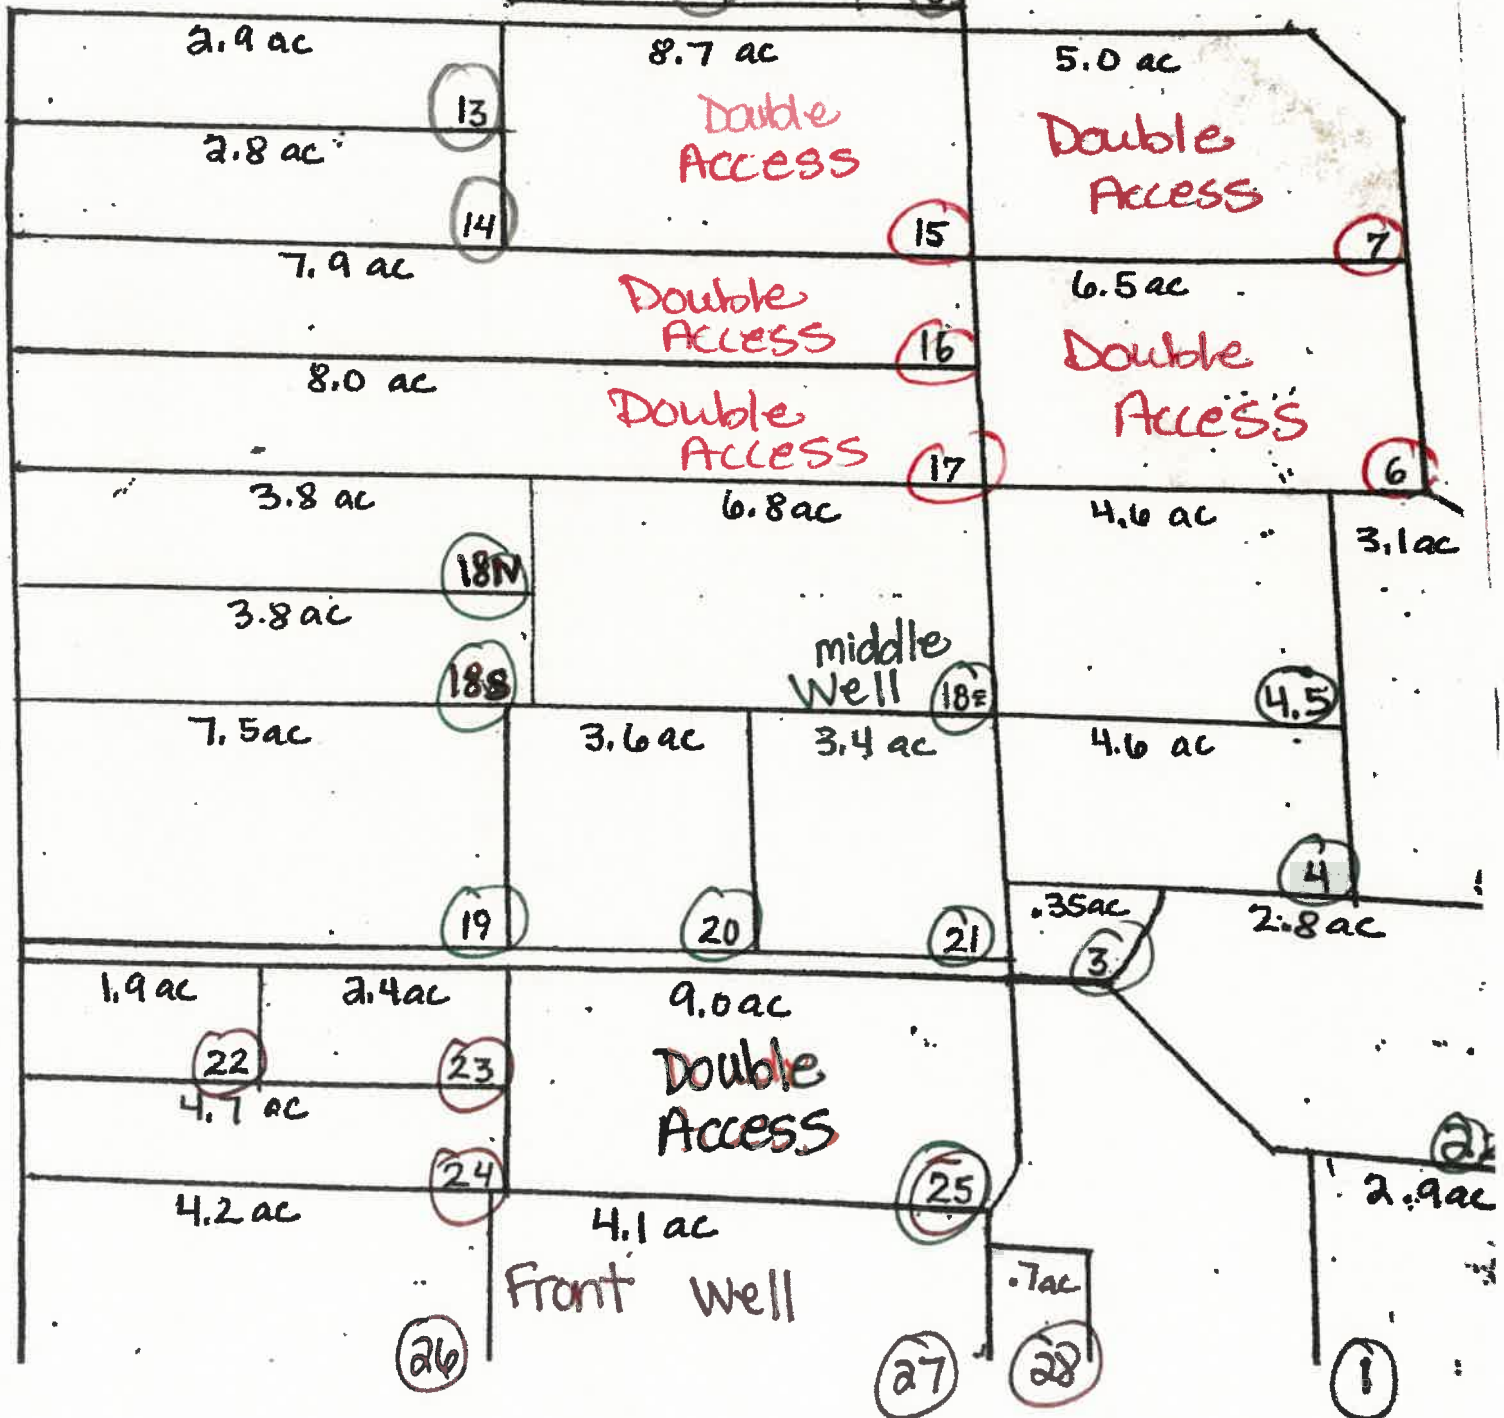 2.9 ac
8.7 ac
5.0 ac
13
Double
Access
Double
Access
2.8 ac
14
15
7
7.9 ac
6.5 ac
Double
Access
16
Double
Access
8.0 ac
Double
Access
17
6
3.8 ac
6.8 ac
4.6 ac
3.1 ac
18N
3.8 ac
middle
Well
18S
18E
4.5
7.5 ac
3.6 ac
3.4 ac
4.6 ac
4
19
20
21
.35 ac
2.8 ac
3
1.9 ac
2.4 ac
9.0 ac
22
23
Double
Access
4.7 ac
2
24
25
2.9 ac
4.2 ac
4.1 ac
Front Well
.7 ac
26
27
28
1